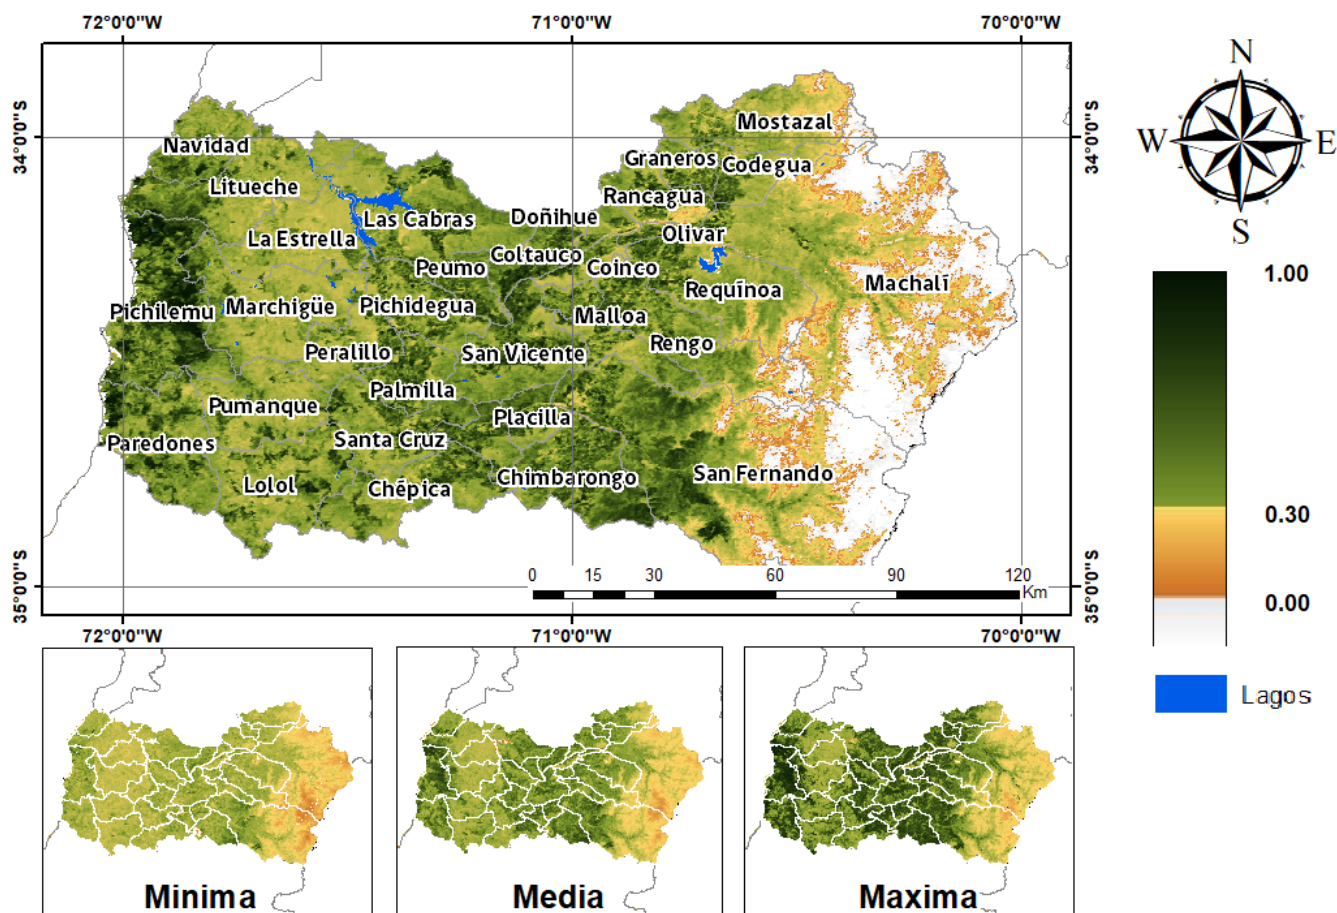 72°0'0"W
71°0'0"W
70°0'0"W
34°0'0"S
34°0'0"S
N
W
E
S
Mostazal
Navidad
Graneros
Codegua
Litueche
Rancagua
Las Cabras
Doñihue
La Estrella
Olivar
Coltauco
Peumo
Coinco
Machalí
Requínoa
Pichilemu
Marchigüe
Pichidegua
Malloa
Peralillo
San Vicente
Rengo
Palmilla
Pumanque
Placilla
Paredones
Santa Cruz
San Fernando
Lolol
Chépica
Chimbarongo
1.00
0.30
0.00
Lagos
35°0'0"S
35°0'0"S
0 15 30 60 90 120
Km
72°0'0"W
71°0'0"W
70°0'0"W
Minima
Media
Maxima